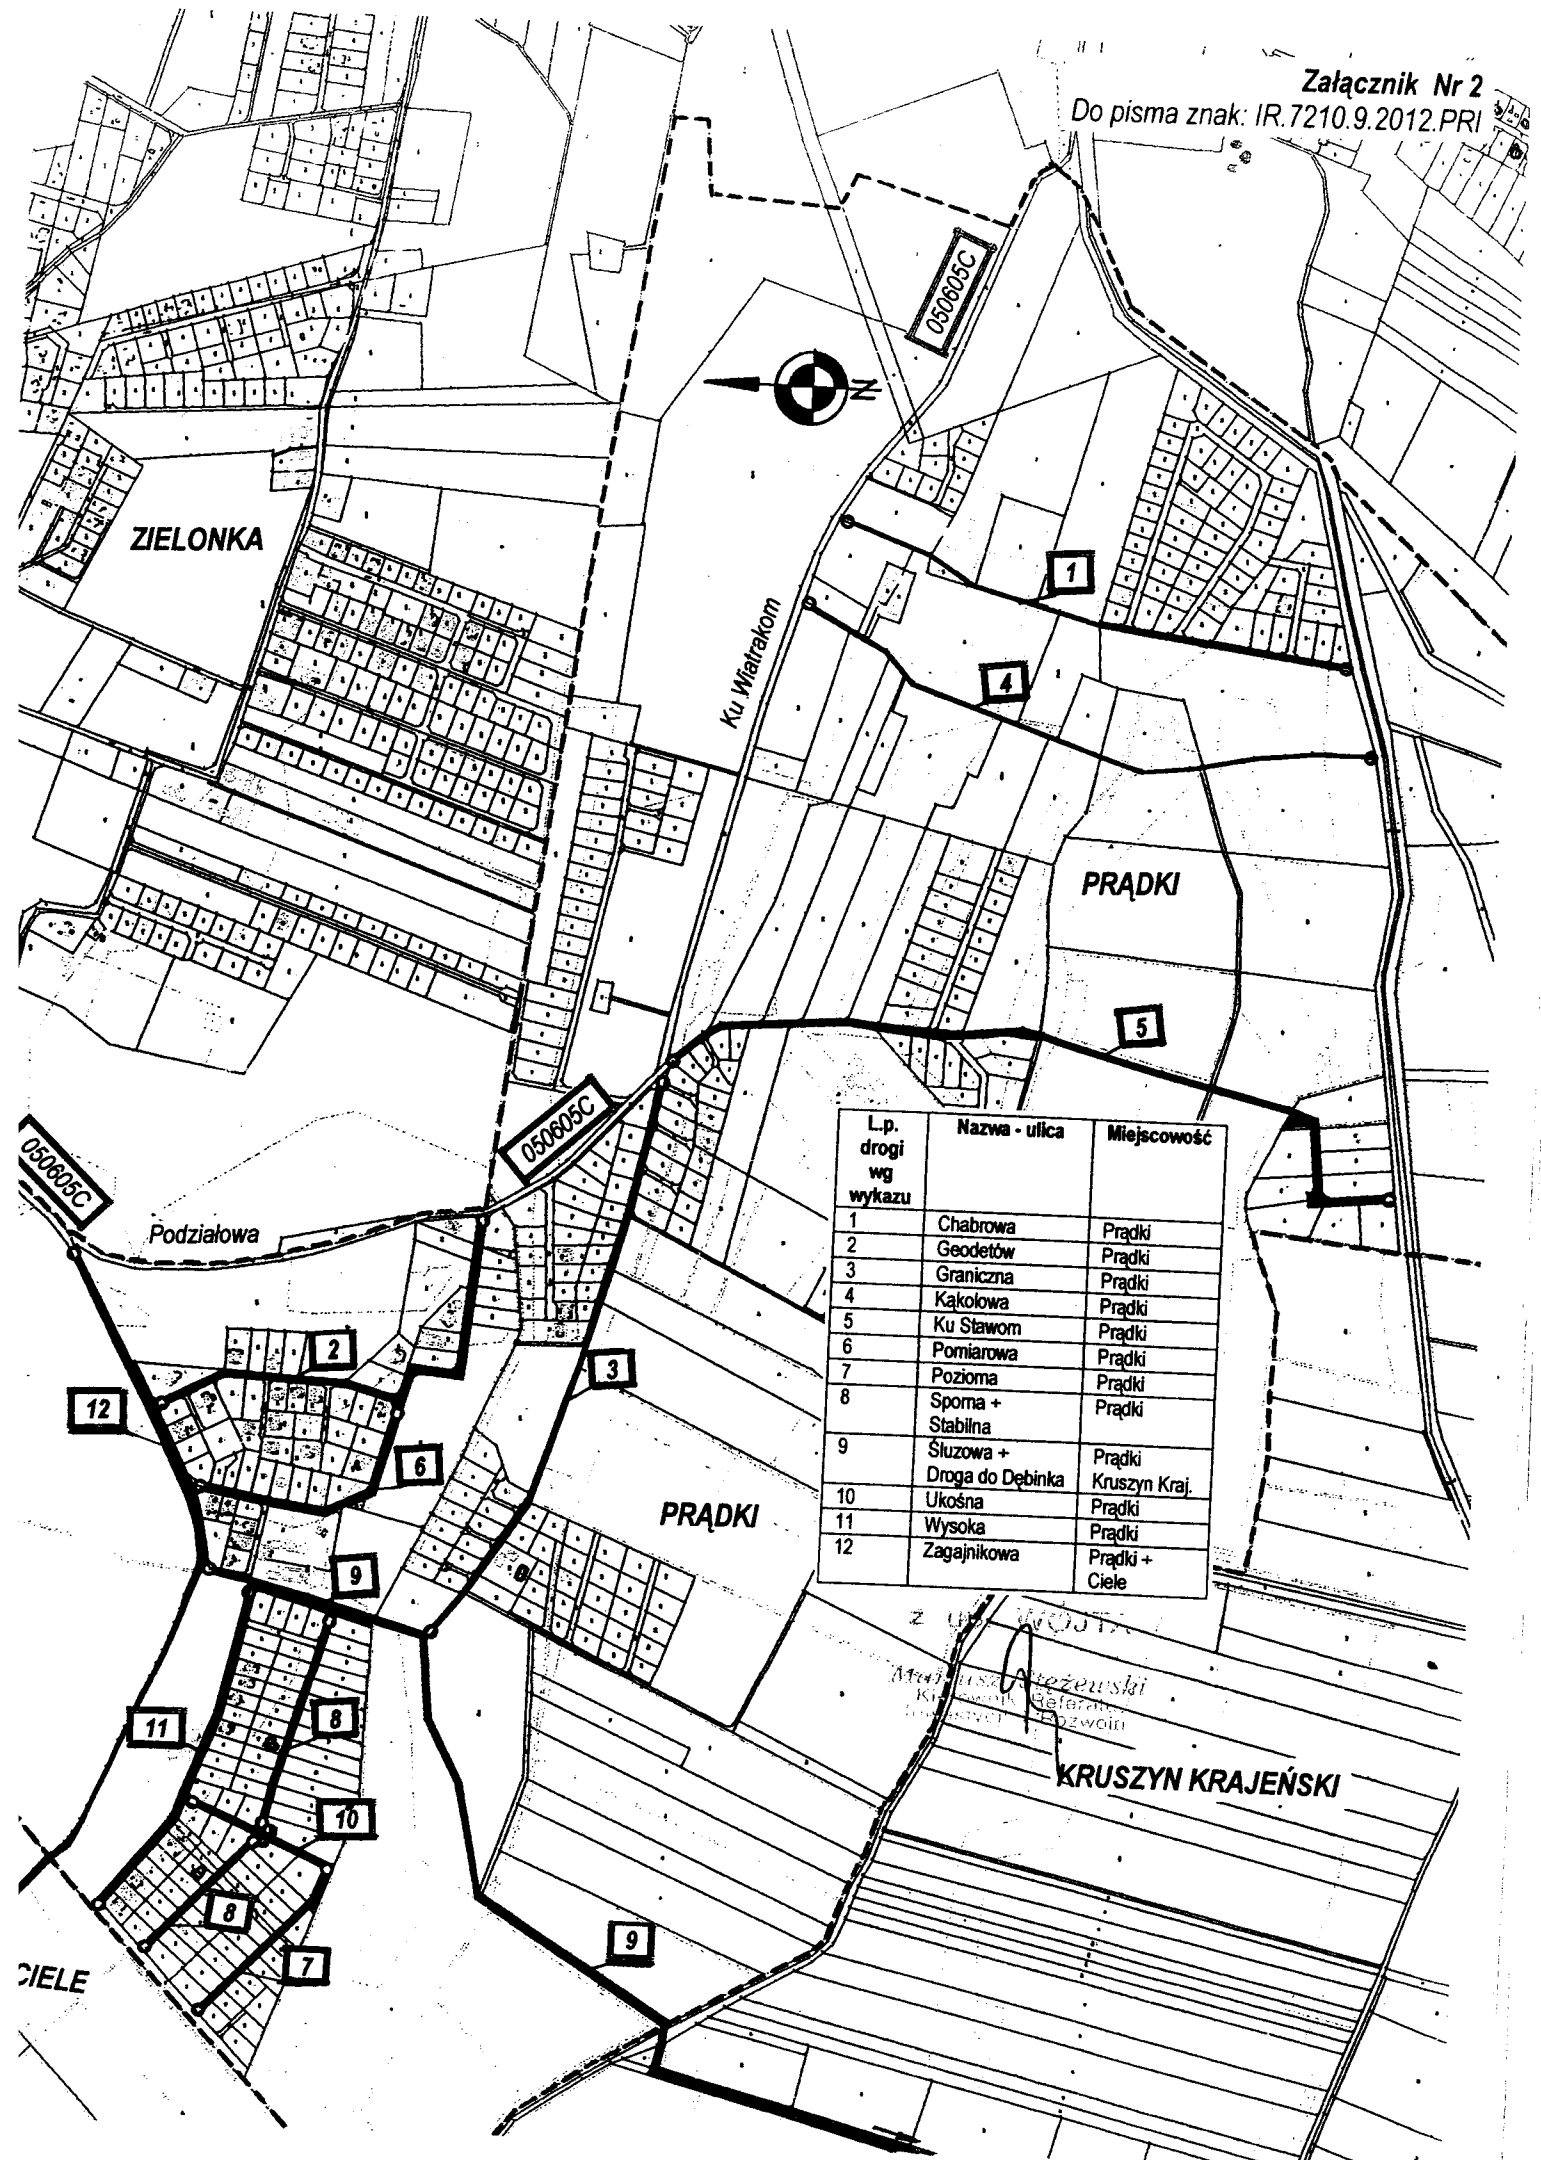 Załącznik Nr 2
Do pisma znak: IR.7210.9.2012.PRI
050605C
N
ZIELONKA
1
Ku Wiatrakom
4
PRĄDKI
5
050605C
050605C
Podziałowa
L.p. drogi wg wykazu Nazwa - ulica Miejscowość
1 Chabrowa Prądki
2 Geodetów Prądki
3 Graniczna Prądki
4 Kąkolowa Prądki
5 Ku Stawom Prądki
6 Pomiarowa Prądki
7 Pozioma Prądki
8 Sporna + Prądki
Stabilna
9 Śluzowa + Prądki
Droga do Dębinka Kruszyn Kraj.
10 Ukośna Prądki
11 Wysoka Prądki
12 Zagajnikowa Prądki +
Ciele
2
3
12
6
PRĄDKI
9
z up. WÓJTA
11
8
KRUSZYN KRAJEŃSKI
10
8
9
7
CIELE